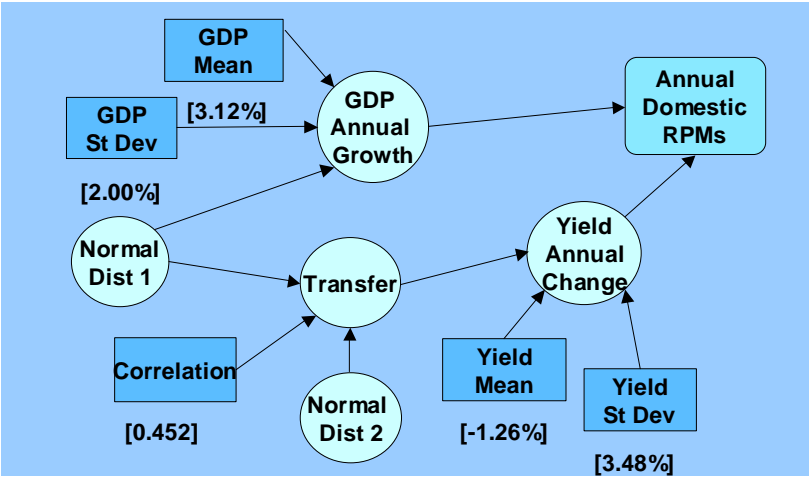 GDP
Mean
[3.12%]
GDP
St Dev
[2.00%]
GDP
Annual
Growth
Annual
Domestic
RPMs
Normal
Dist 1
Transfer
Yield
Annual
Change
Correlation
[0.452]
Normal
Dist 2
Yield
Mean
[-1.26%]
Yield
St Dev
[3.48%]